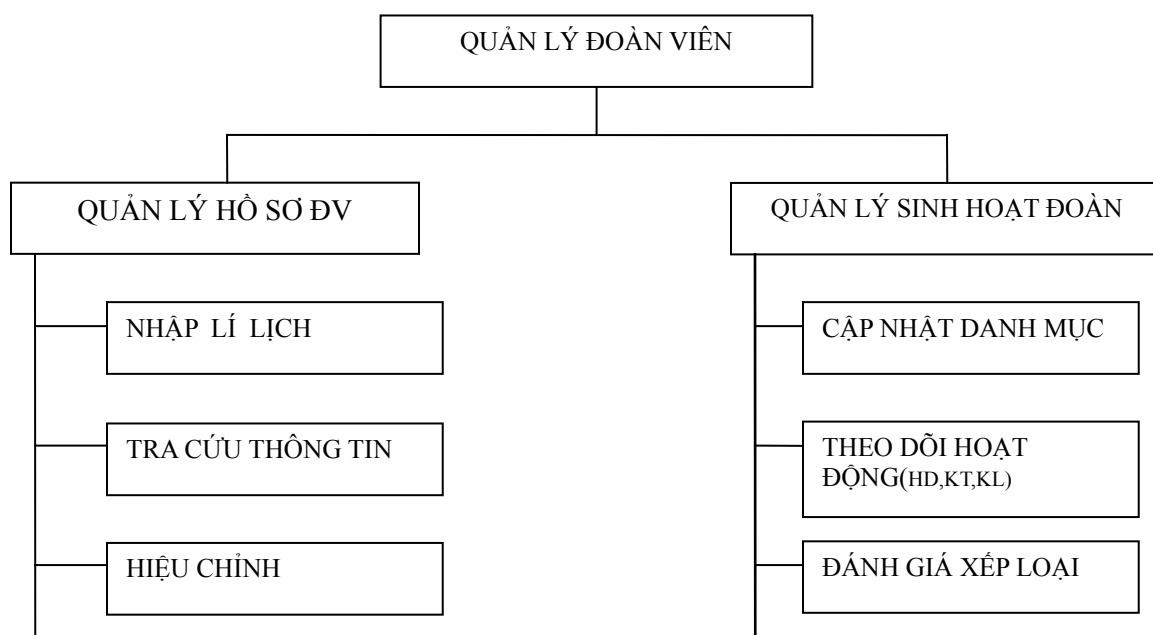 QUẢN LÝ ĐOÀN VIÊN
QUẢN LÝ HỒ SƠ ĐV
QUẢN LÝ SINH HOẠT ĐOÀN
NHẬP LÍ LỊCH
CẬP NHẬT DANH MỤC
TRA CỨU THÔNG TIN
THEO DÕI HOẠT
ĐỘNG(HD,KT,KL)
HIỆU CHỈNH
ĐÁNH GIÁ XẾP LOẠI